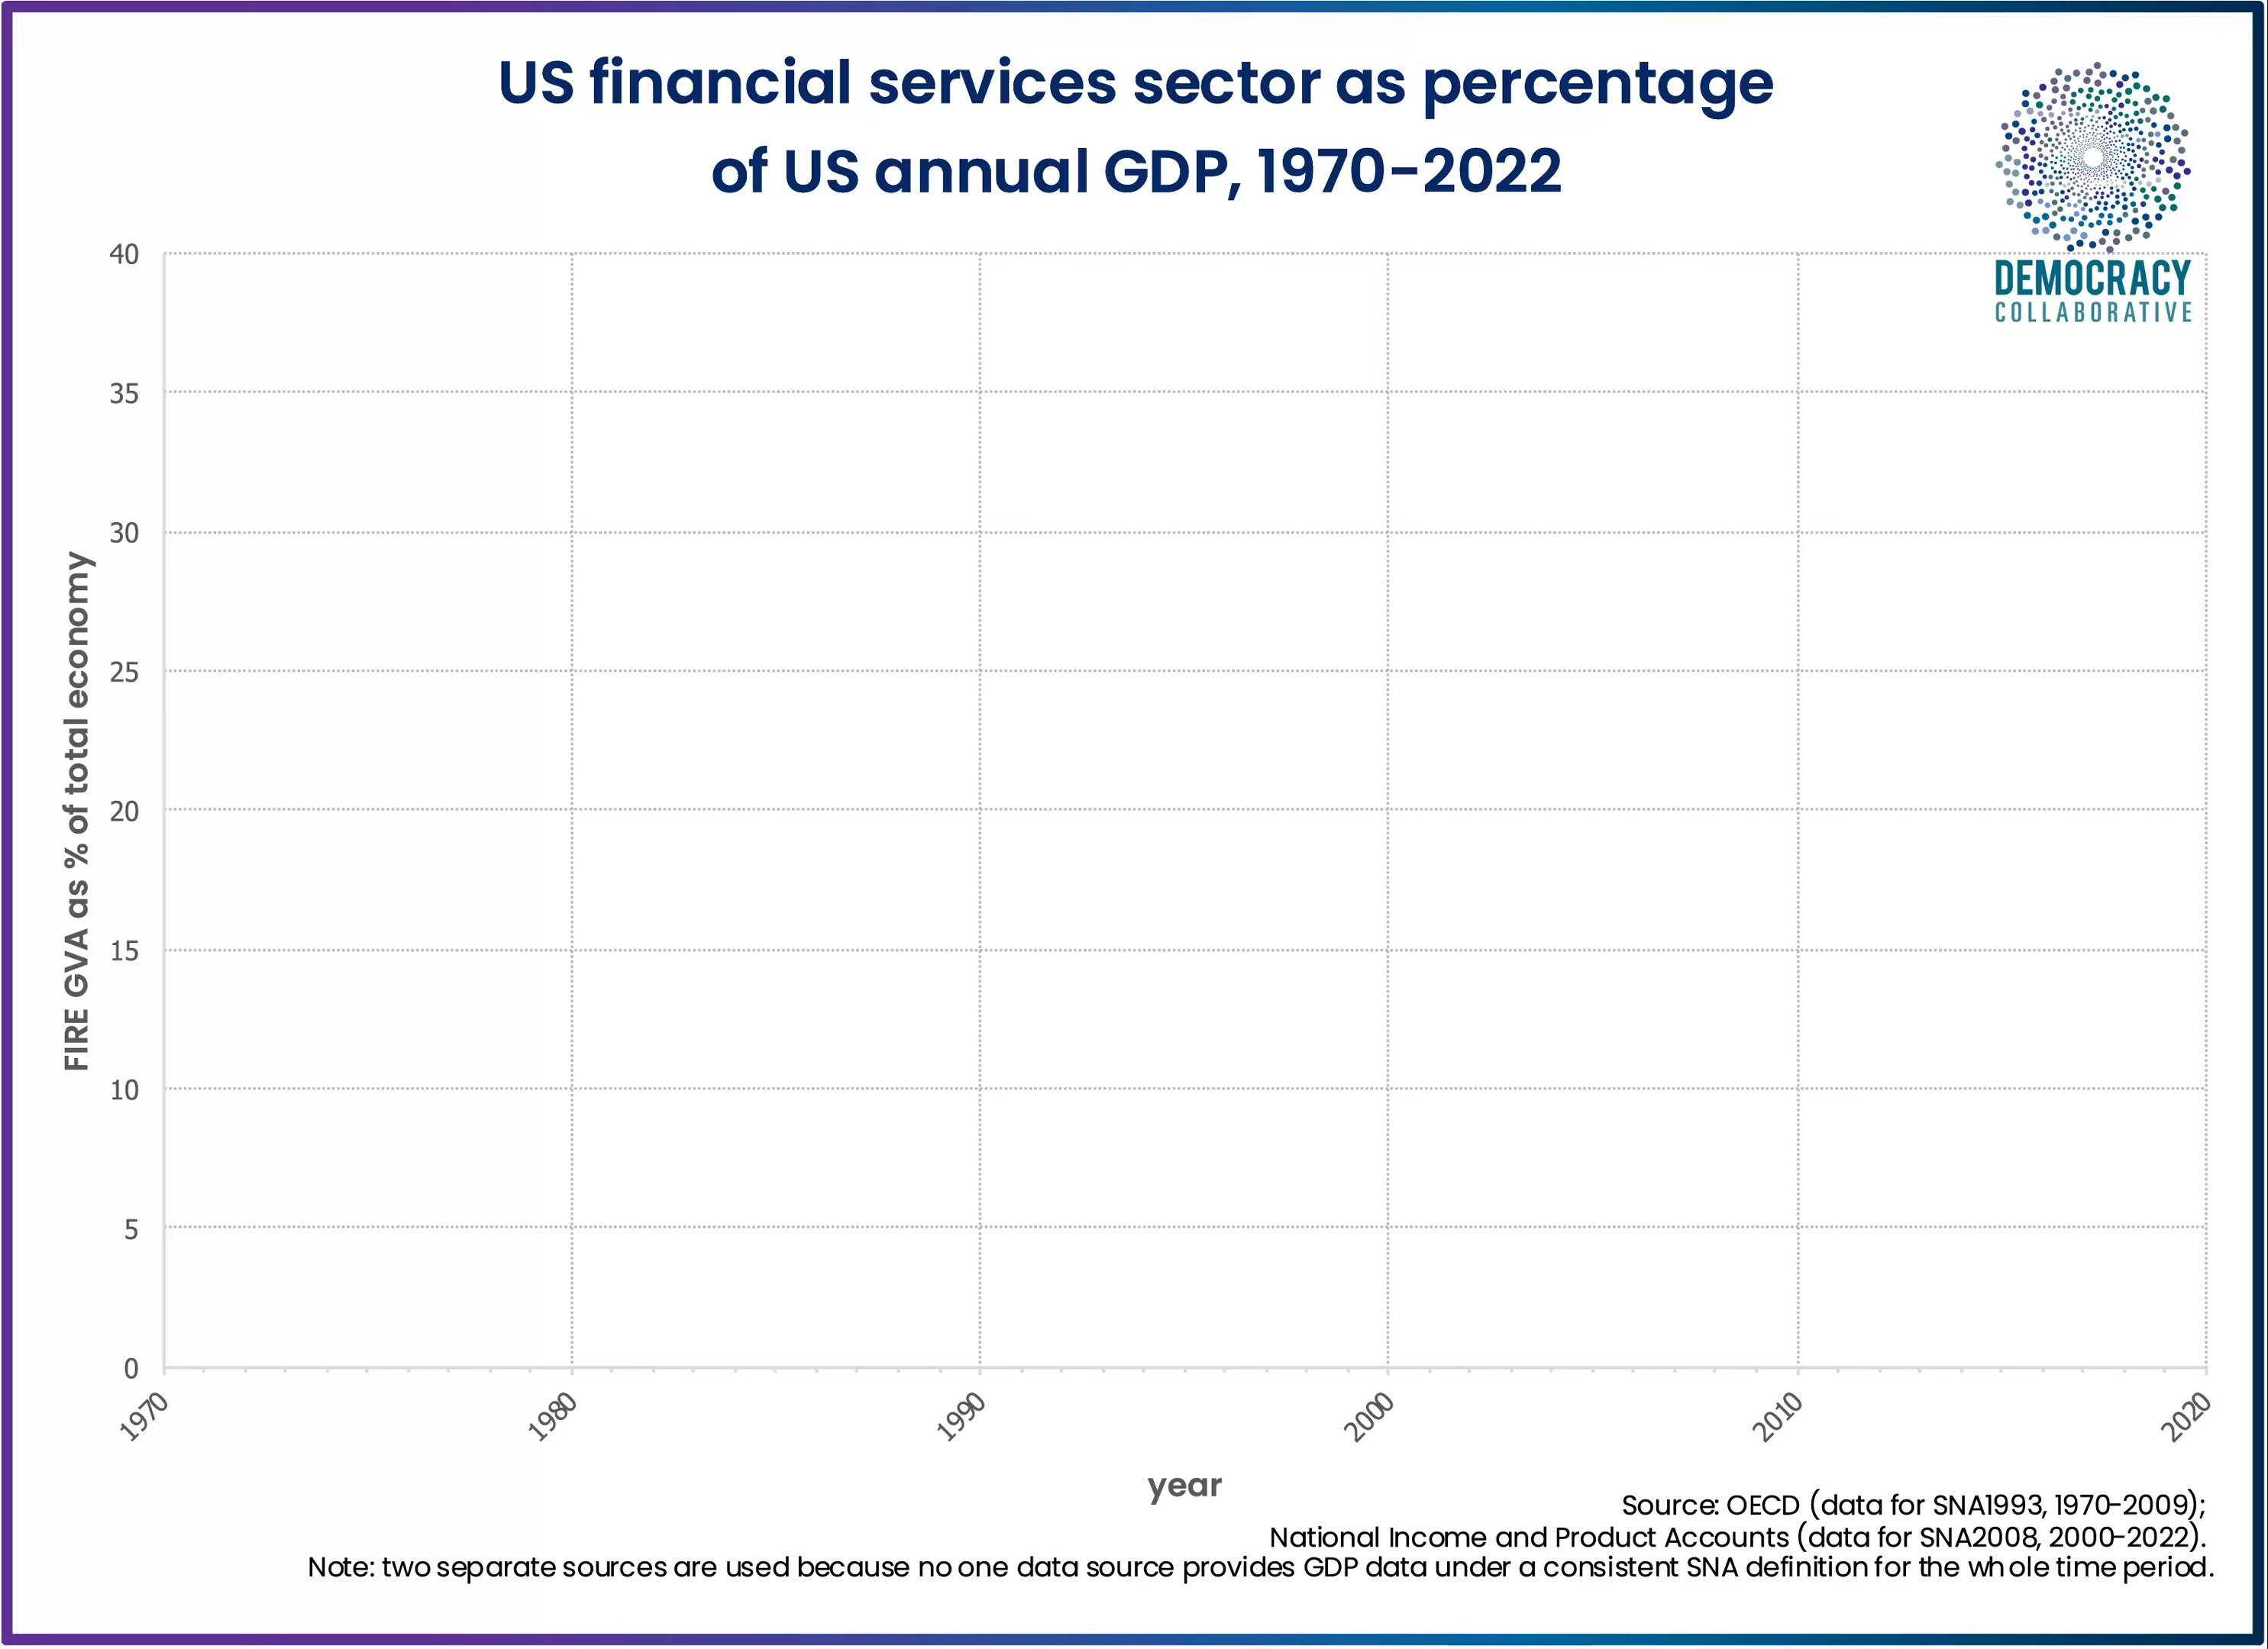 US financial services sector as percentage
of US annual GDP, 1970-2022
DEMOCRACY
COLLABORATIVE
FIRE GVA as % of total economy
40
35
30
25
20
15
10
5
0
1970
1980
1990
2000
2010
2020
year
Source: OECD (data for SNA1993, 1970-2009);
National Income and Product Accounts (data for SNA2008, 2000-2022).
Note: two separate sources are used because no one data source provides GDP data under a consistent SNA definition for the whole time period.